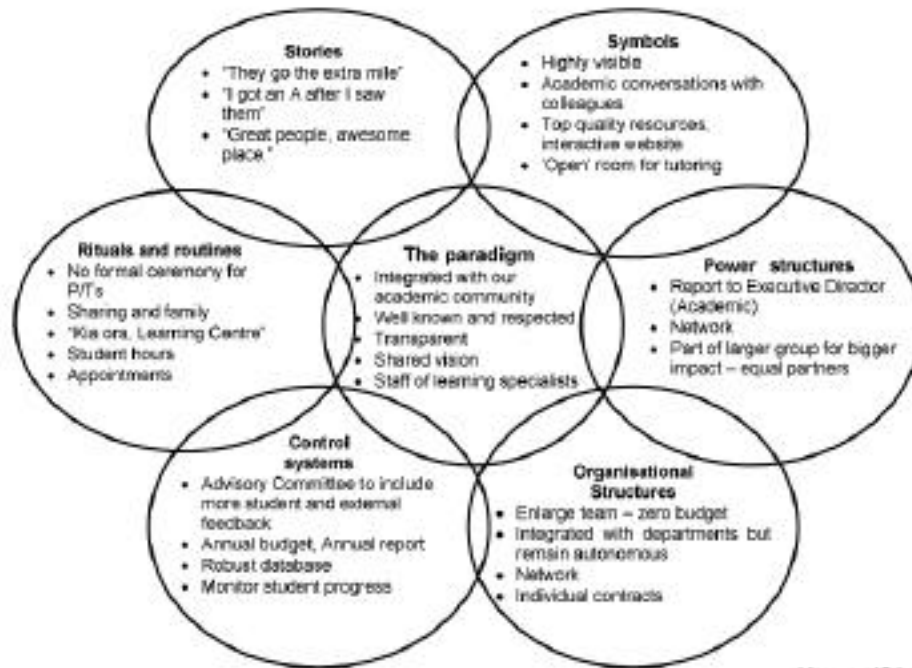 Stories
• "They go the extra mile"
• "I got an A after I saw
them"
• "Great people, awesome
place."
Symbols
• Highly visible
• Academic conversations with
colleagues
• Top quality resources,
interactive website
• 'Open' room for tutoring
Rituals and routines
• No formal ceremony for
P/Ts
• Sharing and family
• "Kia ora, Learning Centre"
• Student hours
• Appointments
The paradigm
• Integrated with our
academic community
• Well known and respected
• Transparent
• Shared vision
• Staff of learning specialists
Power structures
• Report to Executive Director
(Academic)
• Network
• Part of larger group for bigger
impact – equal partners
Control
systems
• Advisory Committee to include
more student and external
feedback
• Annual budget, Annual report
• Robust database
• Monitor student progress
Organisational
Structures
• Enlarge team – zero budget
• Integrated with departments but
remain autonomous
• Network
• Individual contracts